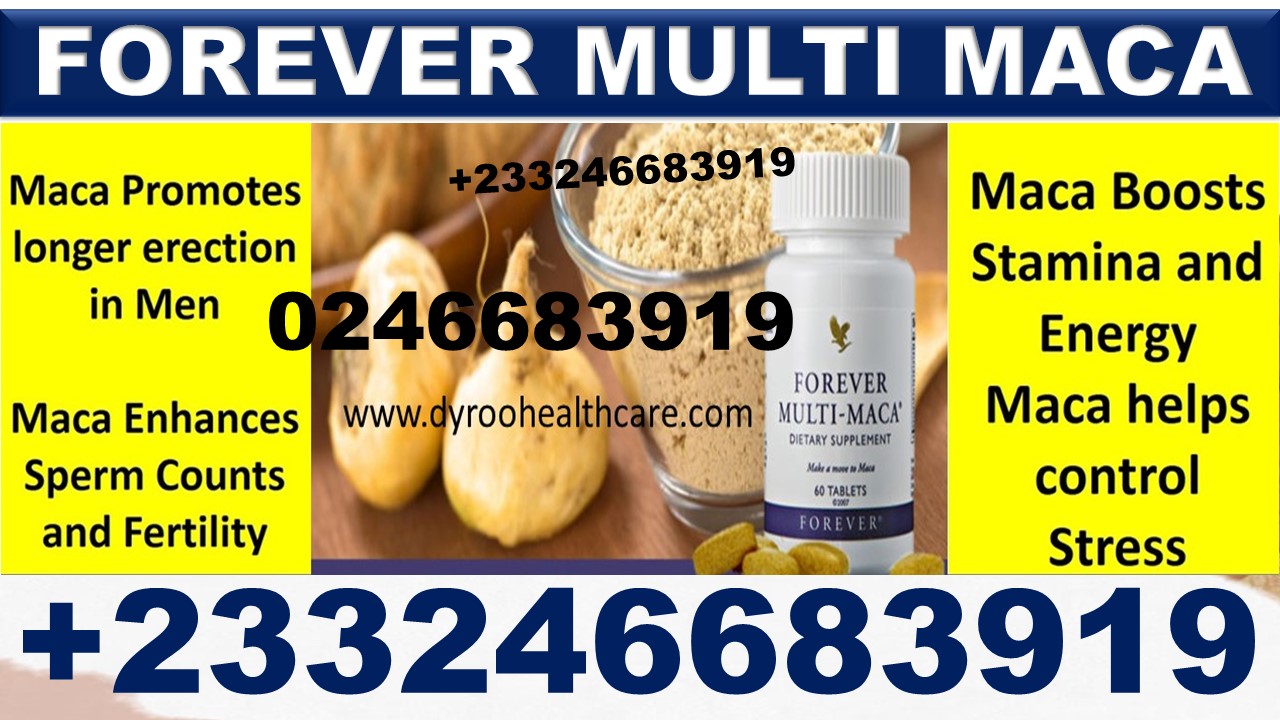 FOREVER MULTI MACA
Maca Promotes
longer erection
in Men
Maca Enhances
Sperm Counts
and Fertility
+233246683919
0246683919
www.dyroohealthcare.com
FOREVER
MULTI-MACA®
DIETARY SUPPLEMENT
Make a move to Maca
60 TABLETS
©2007
FOREVER®
Maca Boosts
Stamina and
Energy
Maca helps
control
Stress
+233246683919